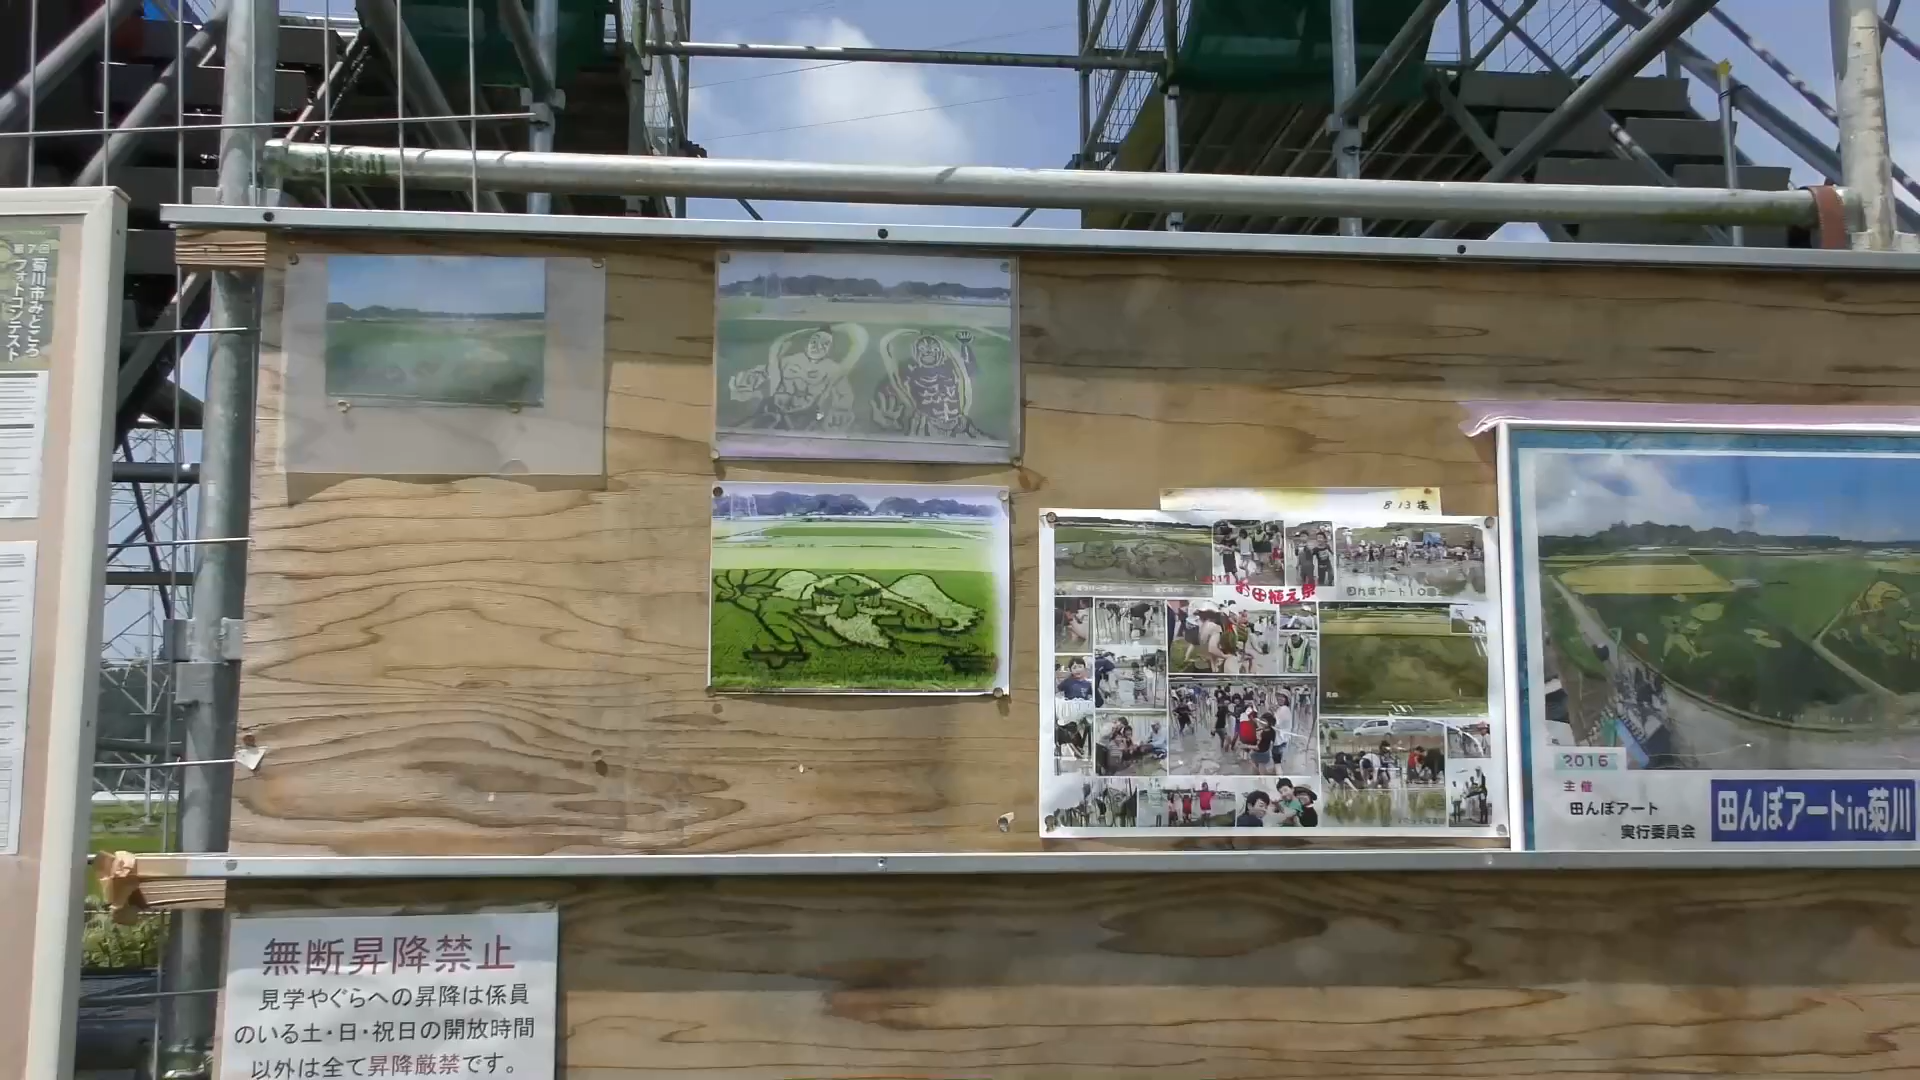 第7回 菊川市みどころ
フォトコンテスト
8 13 撮
2017
お田植え祭
田んぼアート10周
2016
主催
田んぼアート
実行委員会
田んぼアートin菊川
無断昇降禁止
見学やぐらへの昇降は係員
のいる土・日・祝日の開放時間
以外は全て昇降厳禁です。